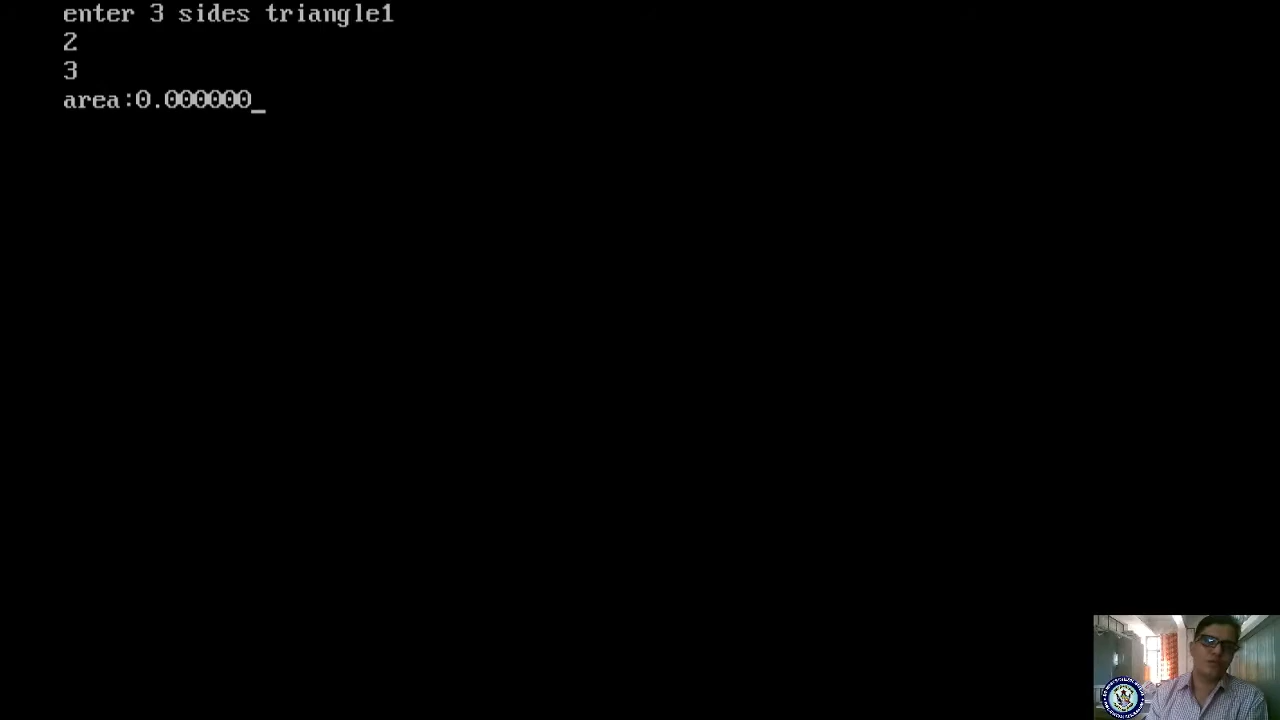 enter 3 sides triangle1
2
3
area:0.000000_